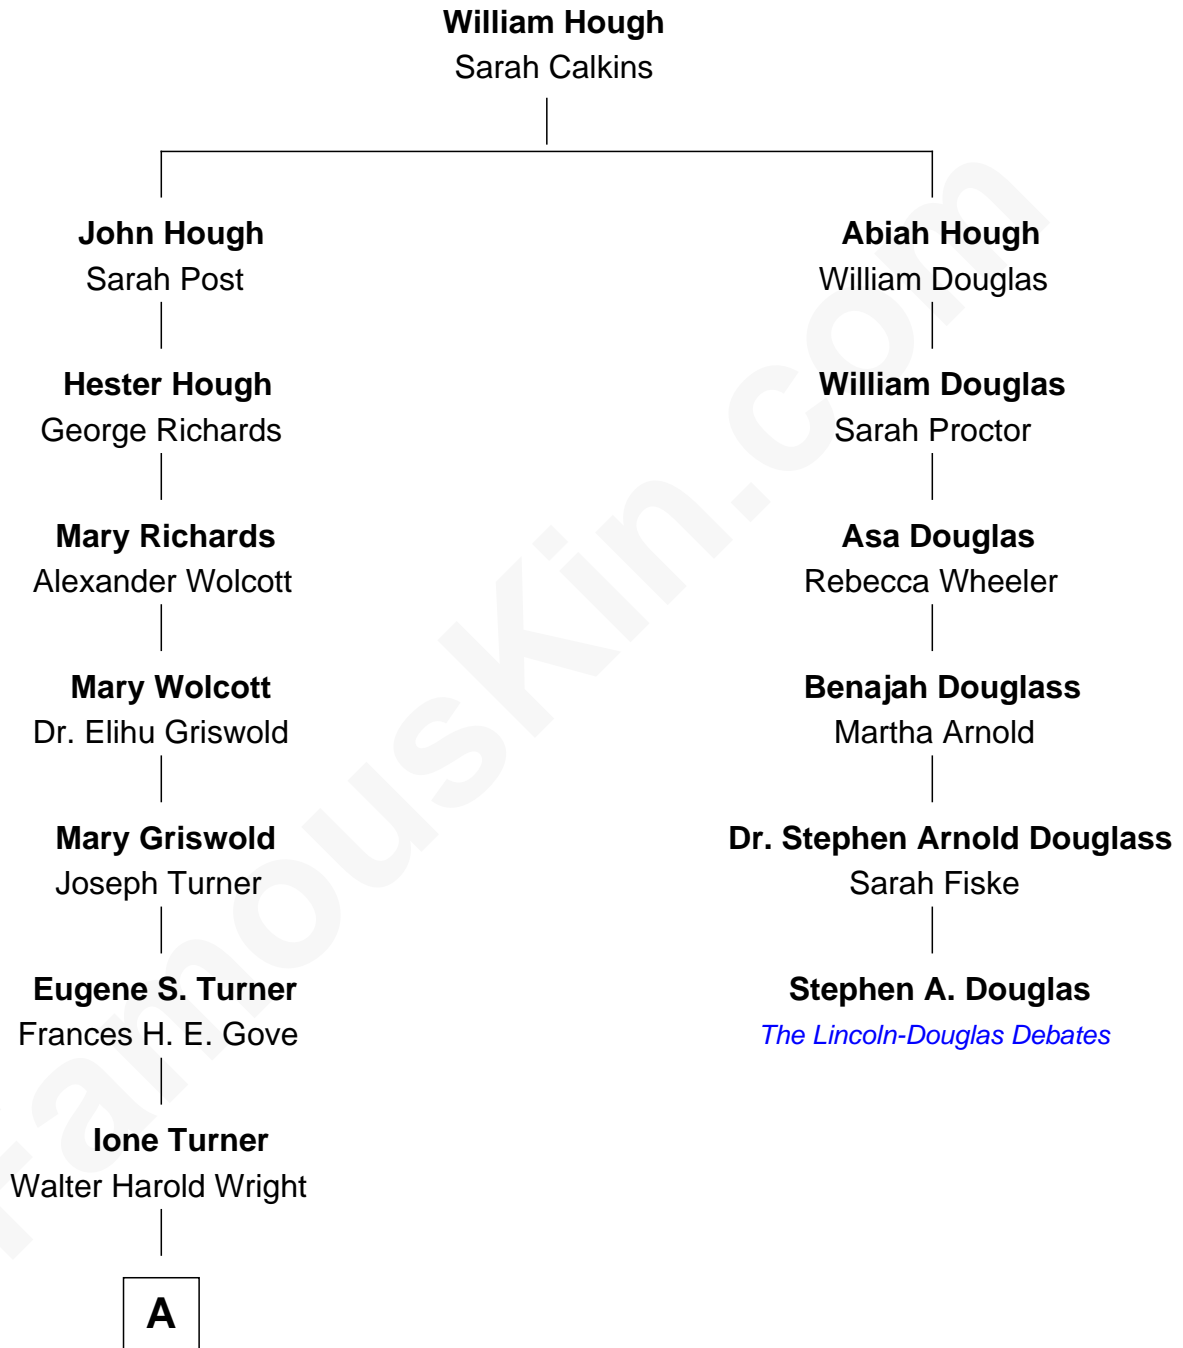 William Hough
Sarah Calkins
John Hough
Sarah Post
Abiah Hough
William Douglas
Hester Hough
George Richards
William Douglas
Sarah Proctor
Mary Richards
Alexander Wolcott
Asa Douglas
Rebecca Wheeler
Mary Wolcott
Dr. Elihu Griswold
Benajah Douglass
Martha Arnold
Mary Griswold
Joseph Turner
Dr. Stephen Arnold Douglass
Sarah Fiske
Eugene S. Turner
Frances H. E. Gove
Stephen A. Douglas
The Lincoln-Douglas Debates
Ione Turner
Walter Harold Wright
A
FamousKin.com